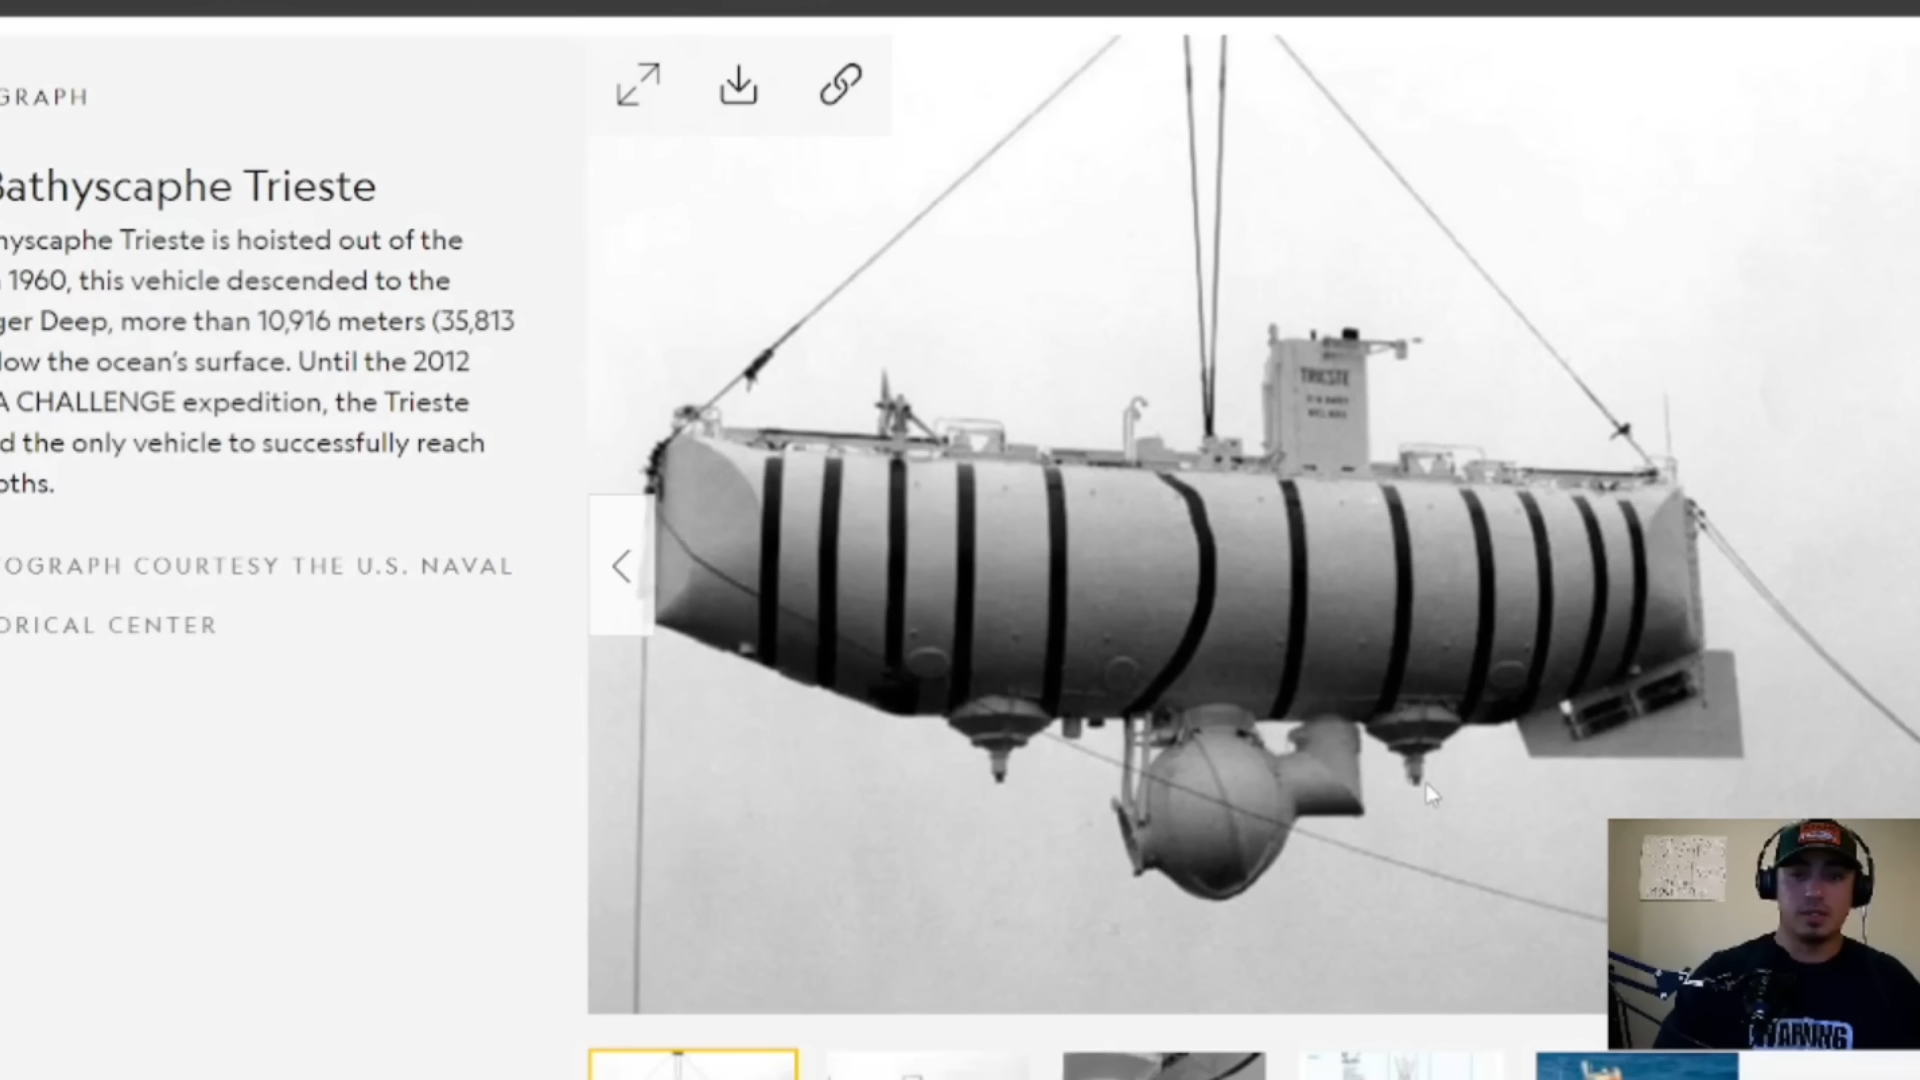 GRAPH
Bathyscaphe Trieste
hyscaphe Trieste is hoisted out of the
1960, this vehicle descended to the
ger Deep, more than 10,916 meters (35,813
low the ocean's surface. Until the 2012
A CHALLENGE expedition, the Trieste
d the only vehicle to successfully reach
pths.
TOGRAPH COURTESY THE U.S. NAVAL
ORICAL CENTER
TRIESTE
WARNING